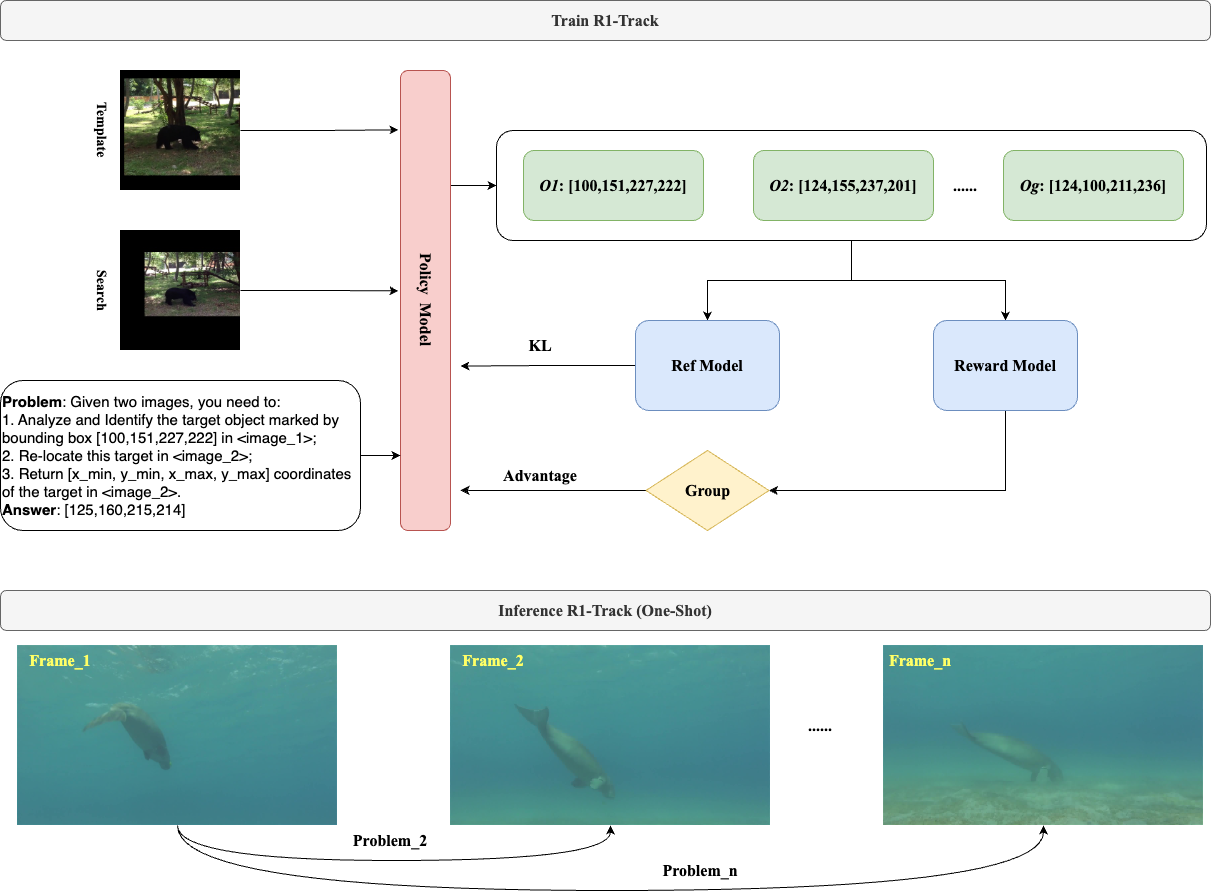 Train R1-Track
Template
Search
Problem: Given two images, you need to:
1. Analyze and Identify the target object marked by
bounding box [100,151,227,222] in <image_1>;
2. Re-locate this target in <image_2>;
3. Return [x_min, y_min, x_max, y_max] coordinates
of the target in <image_2>.
Answer: [125,160,215,214]
Policy Model
O1: [100,151,227,222]
O2: [124,155,237,201]
......
Og: [124,100,211,236]
KL
Ref Model
Reward Model
Advantage
Group
Inference R1-Track (One-Shot)
Frame_1
Frame_2
......
Frame_n
Problem_2
Problem_n